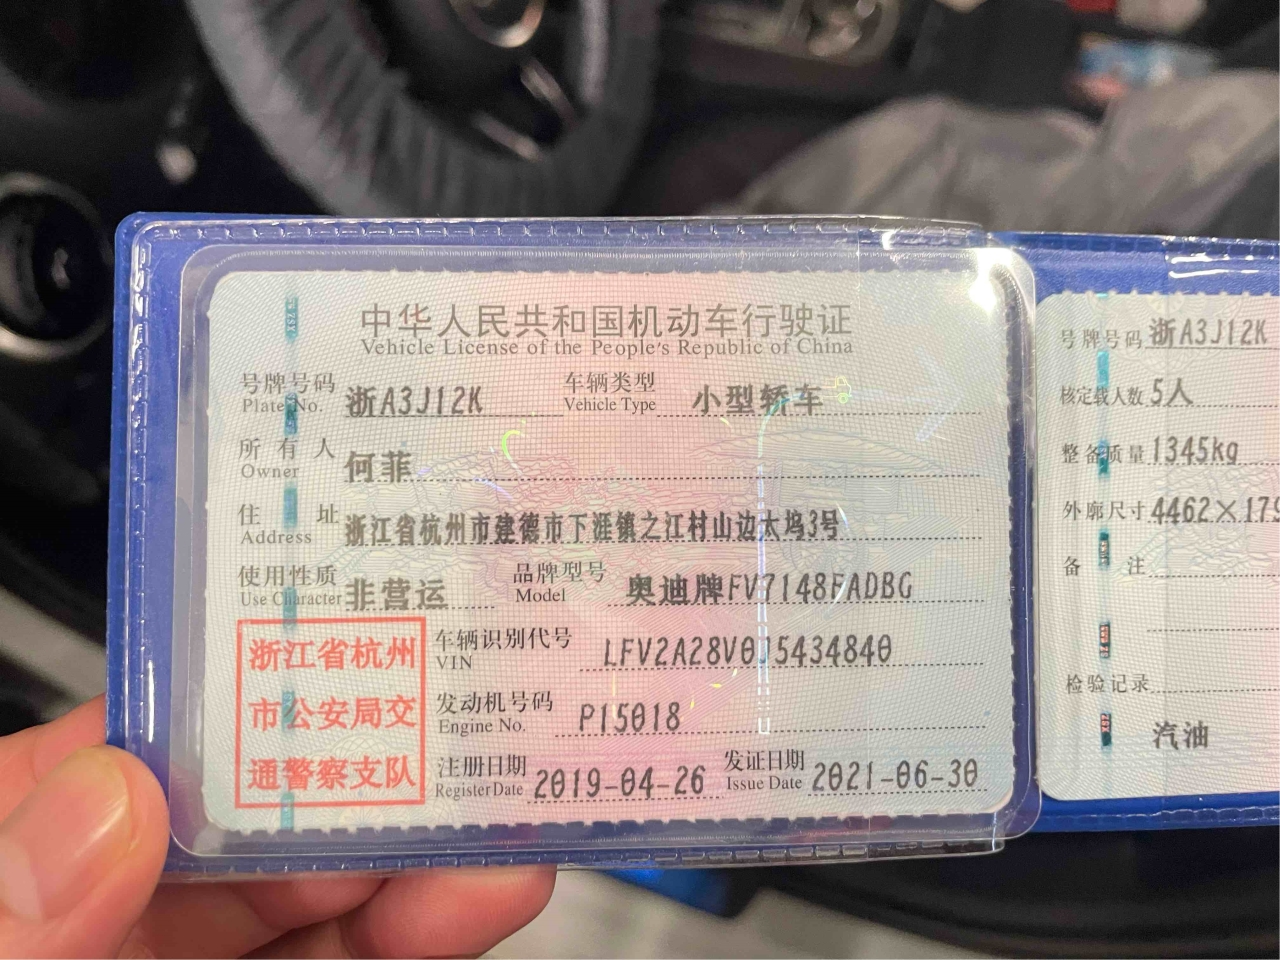 中华人民共和国机动车行驶证
Vehicle License of the People's Republic of China
号牌号码 浙A3J12K 车辆类型 小型轿车
Plate No. Vehicle Type
所有人 何菲
Owner
住址 浙江省杭州市建德市下涯镇之江村山边太坞3号
Address
使用性质 非营运 品牌型号 奥迪牌FV7148FADBG
Use Character Model
浙江省杭州
市公安局交
通警察支队
车辆识别代号 LFV2A28V0J5434840
VIN
发动机号码 P15018
Engine No.
注册日期 2019-04-26 发证日期 2021-06-30
Register Date Issue Date
号牌号码 浙A3J12K
核定载人数 5人
整备质量 1345kg
外廓尺寸 4462×179
备注
检验记录
汽油